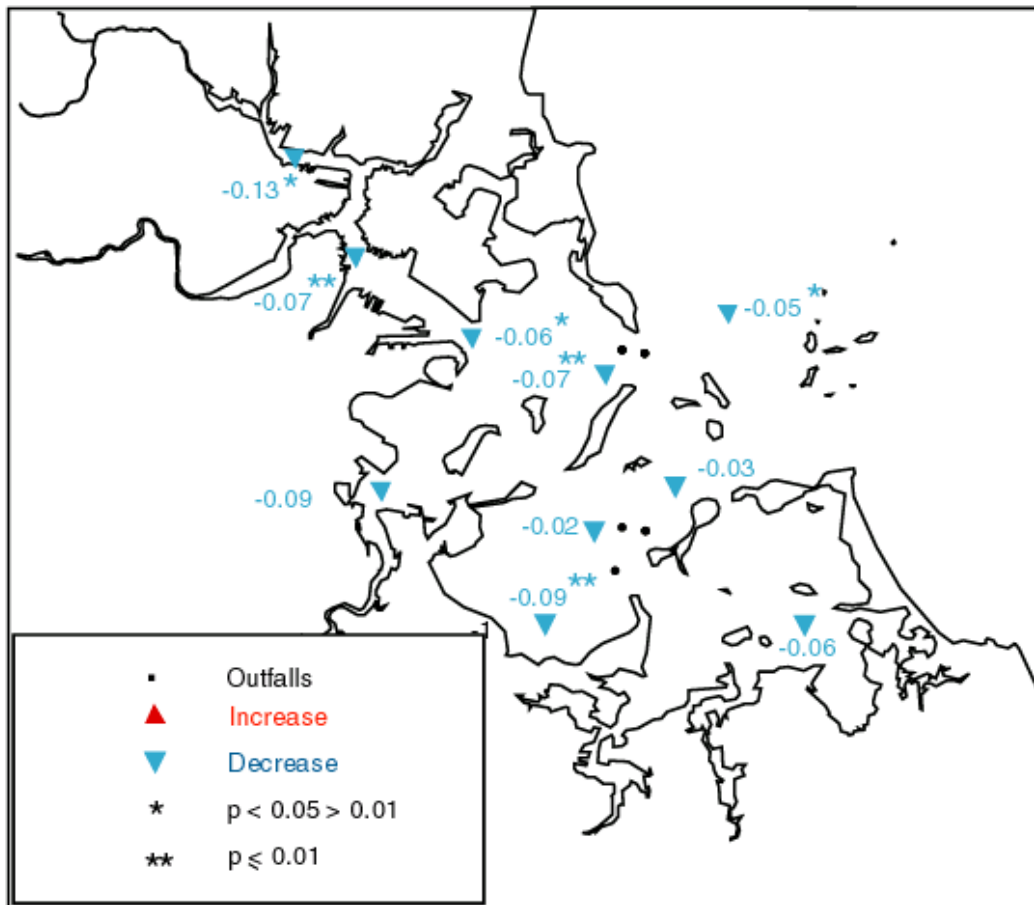 -0.13*
-0.07**
-0.05*
-0.06*
-0.07**
-0.03
-0.09
-0.02
-0.09**
-0.06
Outfalls
Increase
Decrease
* p < 0.05 > 0.01
** p ⩽ 0.01